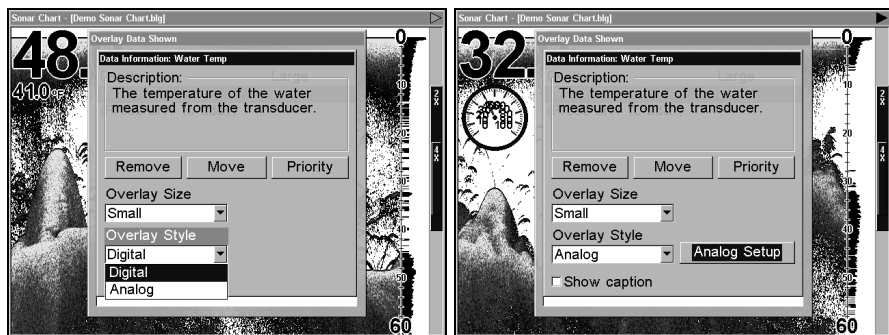 Sonar Chart - [Demo Sonar Chart.blg]
Overlay Data Shown
Data Information: Water Temp
Description:
The temperature of the water
measured from the transducer.
Remove Move Priority
Overlay Size
Small
Overlay Style
Digital
Digital
Analog
48.
41.0°F
0
10
20
30
40
50
60
2x
4x
Sonar Chart - [Demo Sonar Chart.blg]
Overlay Data Shown
Data Information: Water Temp
Description:
The temperature of the water
measured from the transducer.
Remove Move Priority
Overlay Size
Small
Overlay Style
Analog Analog Setup
Show caption
32.
0
10
20
30
40
50
60
2x
4x